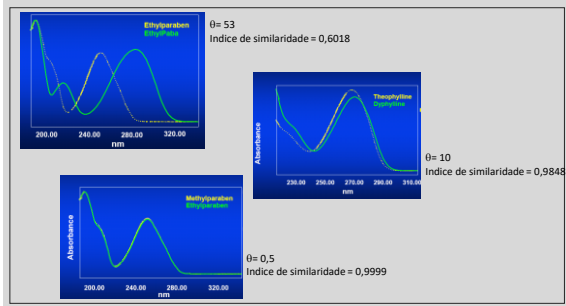 Ethylparaben
EthylPaba
200.00 240.00 280.00 320.00
nm
θ= 53
Indice de similaridade = 0,6018
Absorbance
Theophylline
Dyphylline
230.00 250.00 270.00 290.00 310.00
nm
θ= 10
Indice de similaridade = 0,9848
Absorbance
Methylparaben
Ethylparaben
200.00 240.00 280.00 320.00
nm
θ= 0,5
Indice de similaridade = 0,9999